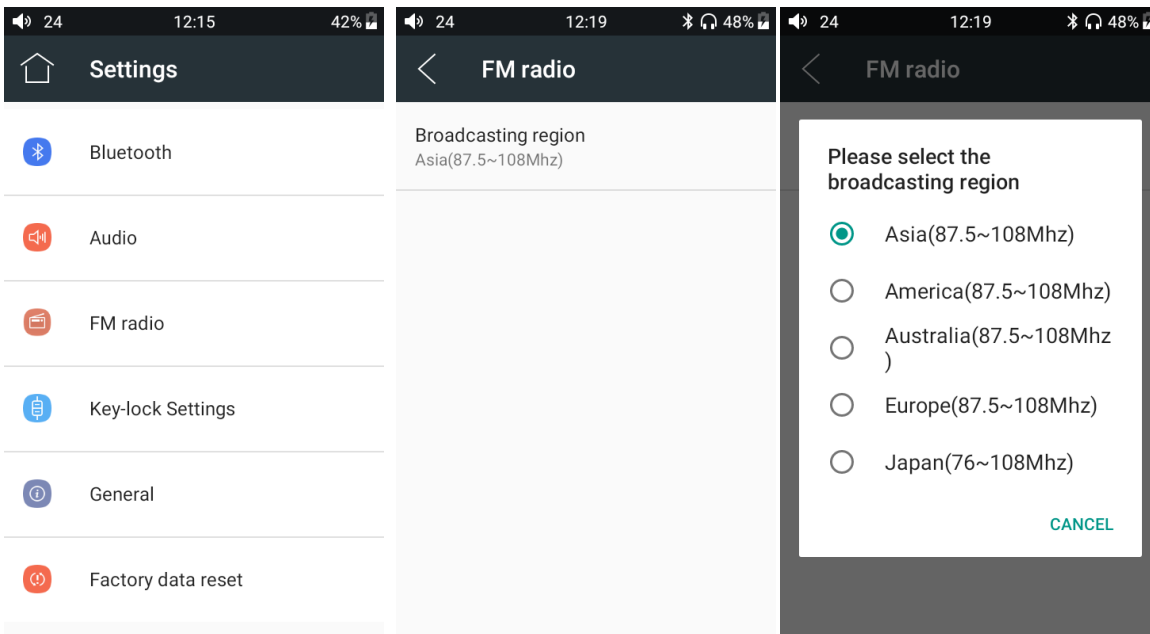 24 12:15 42%
Settings
Bluetooth
Audio
FM radio
Key-lock Settings
General
Factory data reset
24 12:19 48%
FM radio
Broadcasting region
Asia(87.5~108Mhz)
24 12:19 48%
FM radio
Please select the
broadcasting region
Asia(87.5~108Mhz)
America(87.5~108Mhz)
Australia(87.5~108Mhz
)
Europe(87.5~108Mhz)
Japan(76~108Mhz)
CANCEL